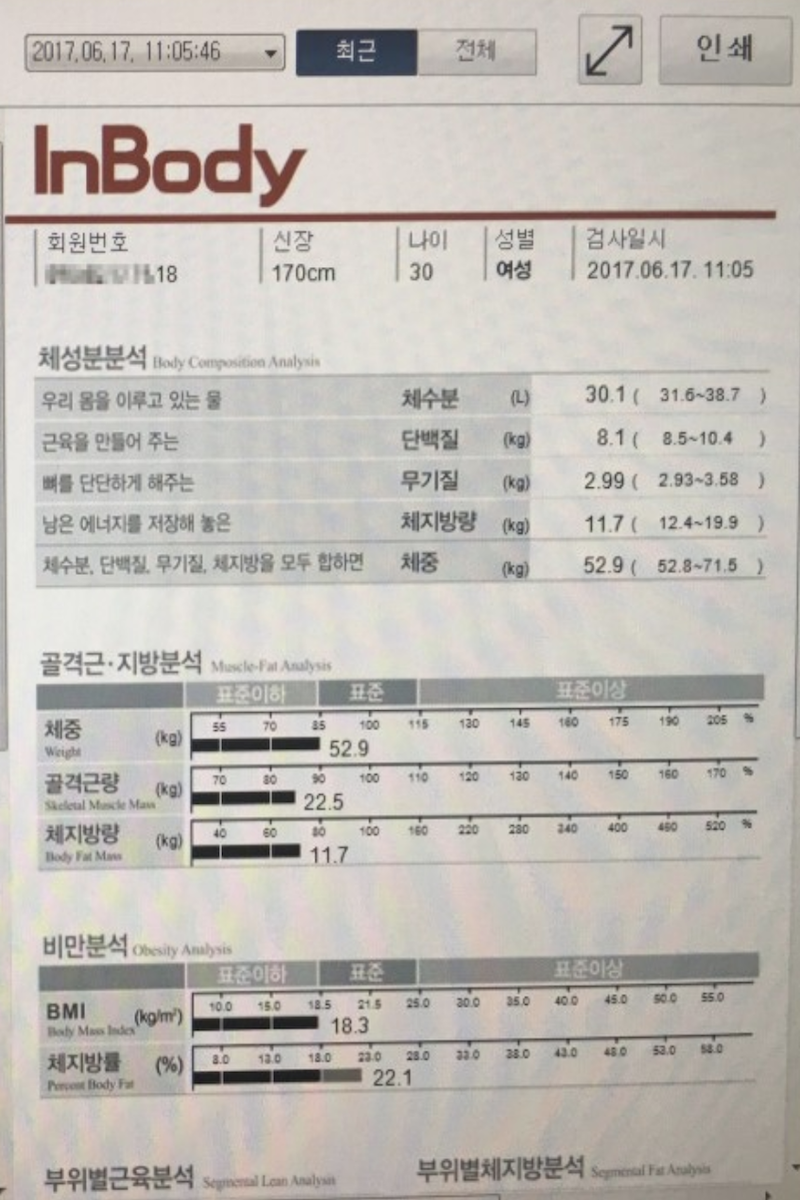 2017.06.17. 11:05:46
최근
전체
인쇄
InBody
회원번호 신장 나이 성별 검사일시
18 170cm 30 여성 2017.06.17. 11:05
체성분분석 Body Composition Analysis
우리 몸을 이루고 있는 물 체수분 (L) 30.1 ( 31.6~38.7 )
근육을 만들어 주는 단백질 (kg) 8.1 ( 8.5~10.4 )
뼈를 단단하게 해주는 무기질 (kg) 2.99 ( 2.93~3.58 )
남은 에너지를 저장해 놓은 체지방량 (kg) 11.7 ( 12.4~19.9 )
체수분, 단백질, 무기질, 체지방을 모두 합하면 체중 (kg) 52.9 ( 52.8~71.5 )
골격근·지방분석 Muscle-Fat Analysis
표준이하 표준 표준이상
체중 (kg) 55 70 85 100 115 130 145 160 175 190 205 %
Weight 52.9
골격근량 (kg) 70 80 90 100 110 120 130 140 150 160 170 %
Skeletal Muscle Mass 22.5
체지방량 (kg) 40 60 80 100 160 220 280 340 400 460 520 %
Body Fat Mass 11.7
비만분석 Obesity Analysis
표준이하 표준 표준이상
BMI (kg/m²) 10.0 15.0 18.5 21.5 25.0 30.0 35.0 40.0 45.0 50.0 55.0
Body Mass Index 18.3
체지방률 (%) 8.0 13.0 18.0 23.0 28.0 33.0 38.0 43.0 48.0 53.0 58.0
Percent Body Fat 22.1
부위별근육분석 Segmental Lean Analysis 부위별체지방분석 Segmental Fat Analysis